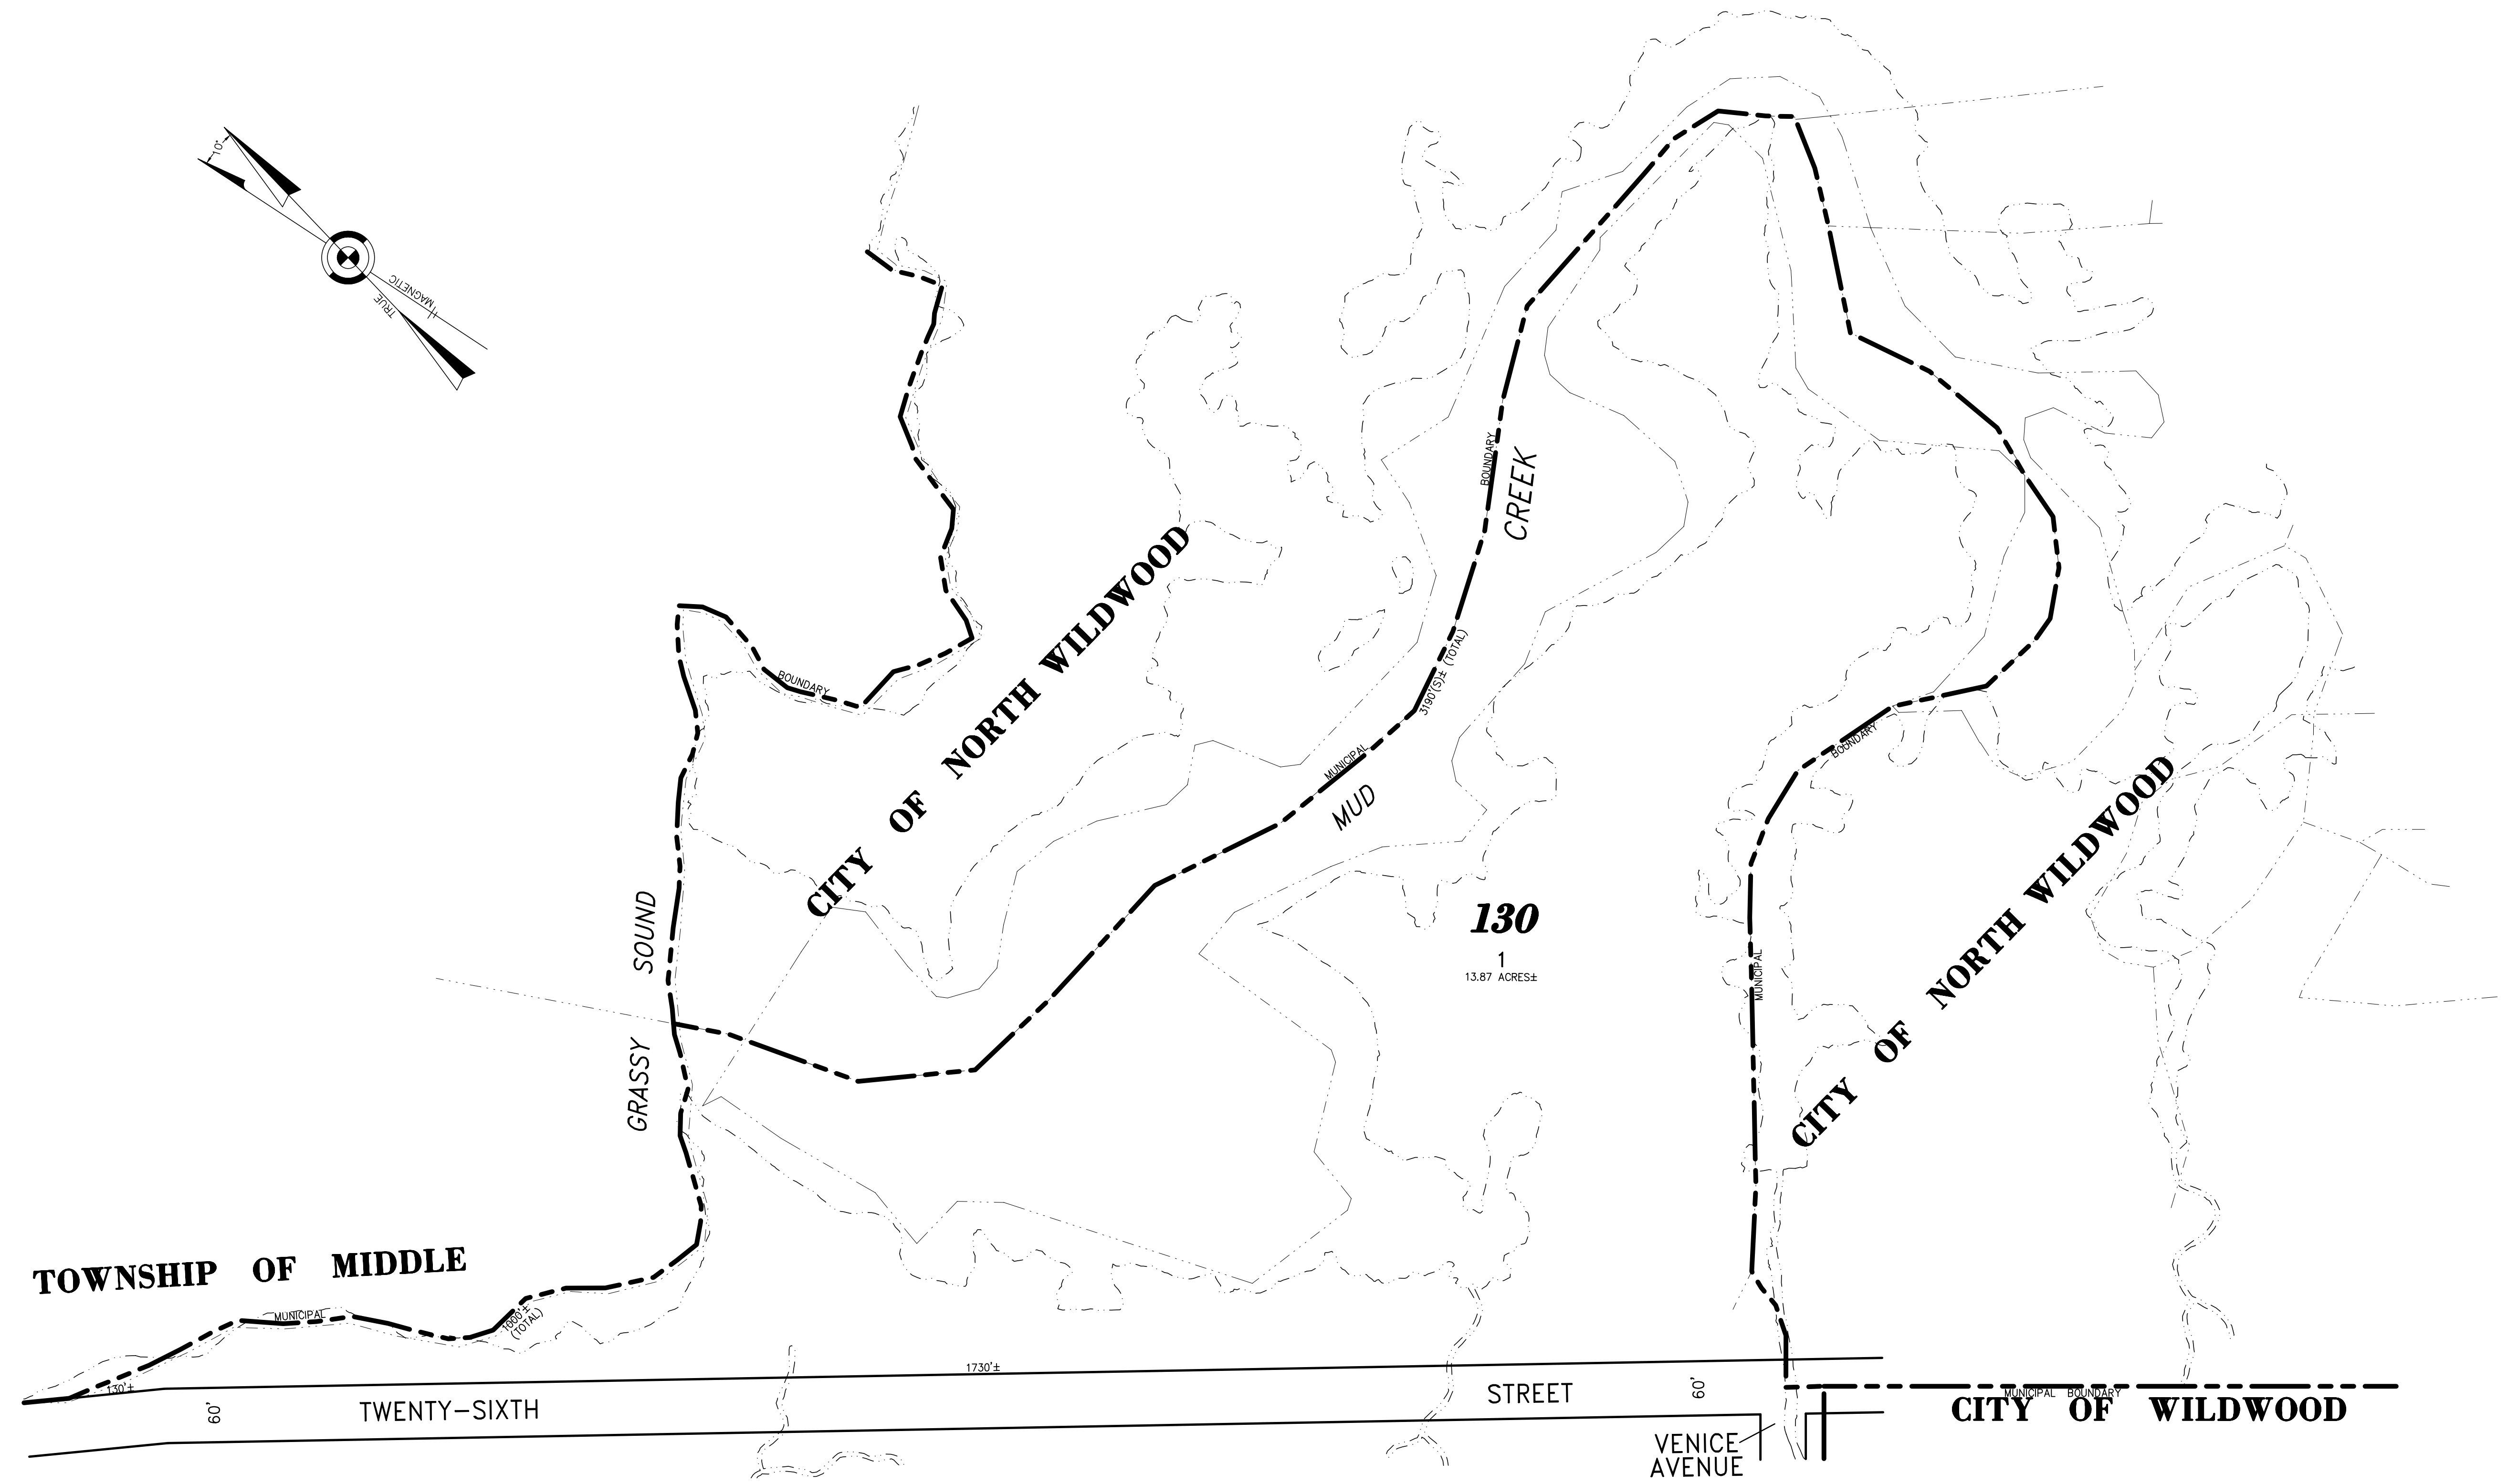 10°
MAGNETIC
TRUE
BOUNDARY
CREEK
CITY OF NORTH WILDWOOD
BOUNDARY
3190'(S)± (TOTAL)
MUNICIPAL
MUD
BOUNDARY
CITY OF NORTH WILDWOOD
GRASSY SOUND
130
1
13.87 ACRES±
MUNICIPAL
TOWNSHIP OF MIDDLE
MUNICIPAL
1000'±
(TOTAL)
130'±
1730'±
60'
TWENTY-SIXTH STREET
60'
MUNICIPAL BOUNDARY
CITY OF WILDWOOD
VENICE
AVENUE